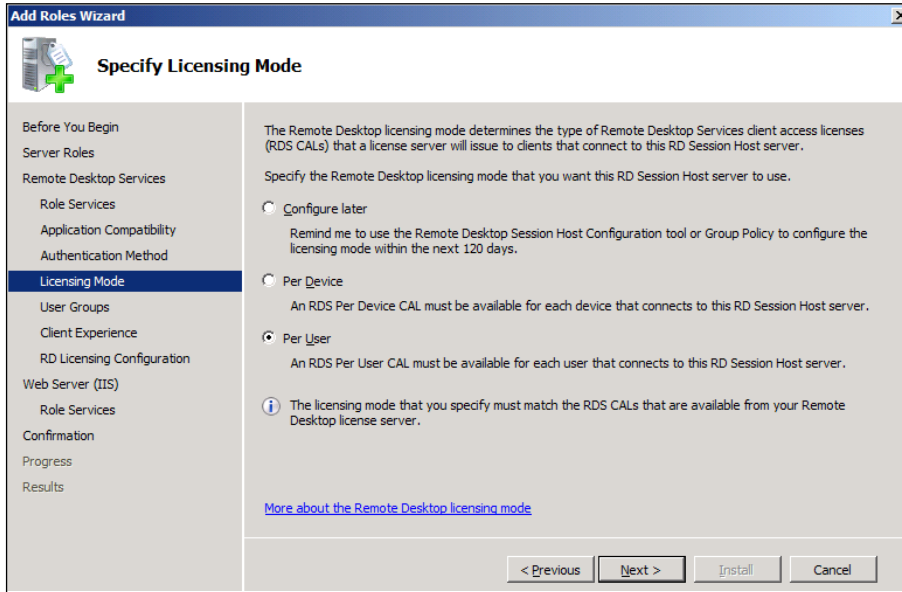 Add Roles Wizard
Specify Licensing Mode
Before You Begin
Server Roles
Remote Desktop Services
Role Services
Application Compatibility
Authentication Method
Licensing Mode
User Groups
Client Experience
RD Licensing Configuration
Web Server (IIS)
Role Services
Confirmation
Progress
Results
The Remote Desktop licensing mode determines the type of Remote Desktop Services client access licenses
(RDS CALs) that a license server will issue to clients that connect to this RD Session Host server.
Specify the Remote Desktop licensing mode that you want this RD Session Host server to use.
Configure later
Remind me to use the Remote Desktop Session Host Configuration tool or Group Policy to configure the
licensing mode within the next 120 days.
Per Device
An RDS Per Device CAL must be available for each device that connects to this RD Session Host server.
Per User
An RDS Per User CAL must be available for each user that connects to this RD Session Host server.
The licensing mode that you specify must match the RDS CALs that are available from your Remote
Desktop license server.
More about the Remote Desktop licensing mode
< Previous
Next >
Install
Cancel